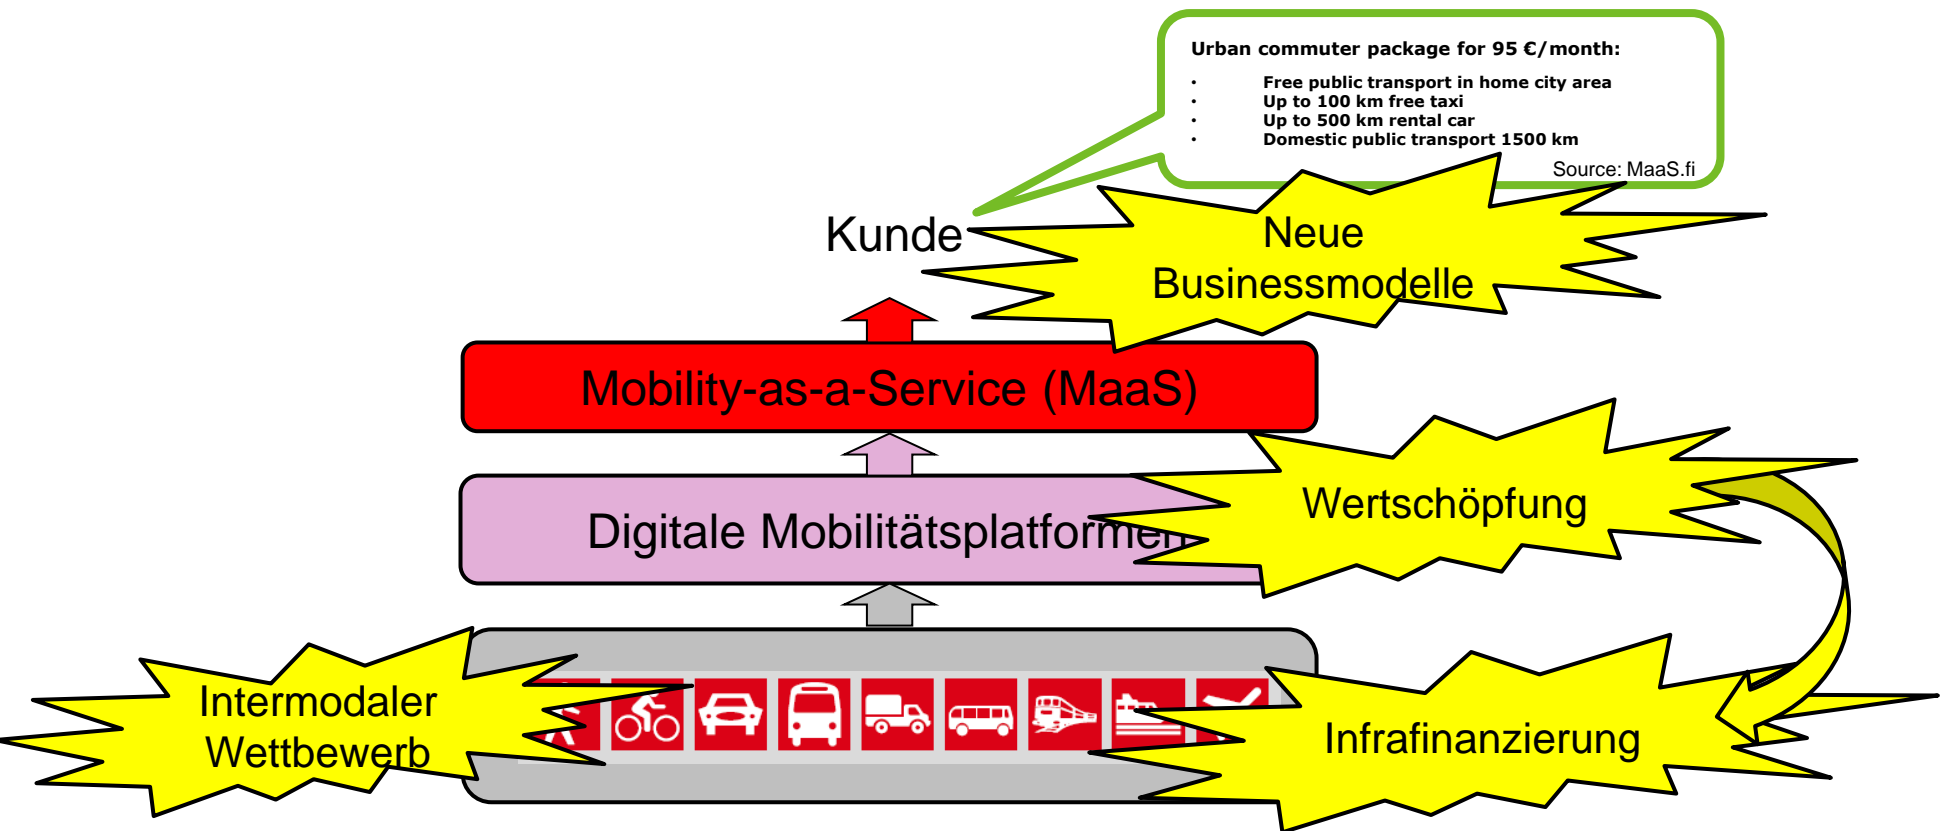 Urban commuter package for 95 €/month:
• Free public transport in home city area
• Up to 100 km free taxi
• Up to 500 km rental car
• Domestic public transport 1500 km
Source: MaaS.fi
Kunde
Neue
Businessmodelle
Mobility-as-a-Service (MaaS)
Digitale Mobilitätsplatformen
Wertschöpfung
Intermodaler
Wettbewerb
Infrafinanzierung